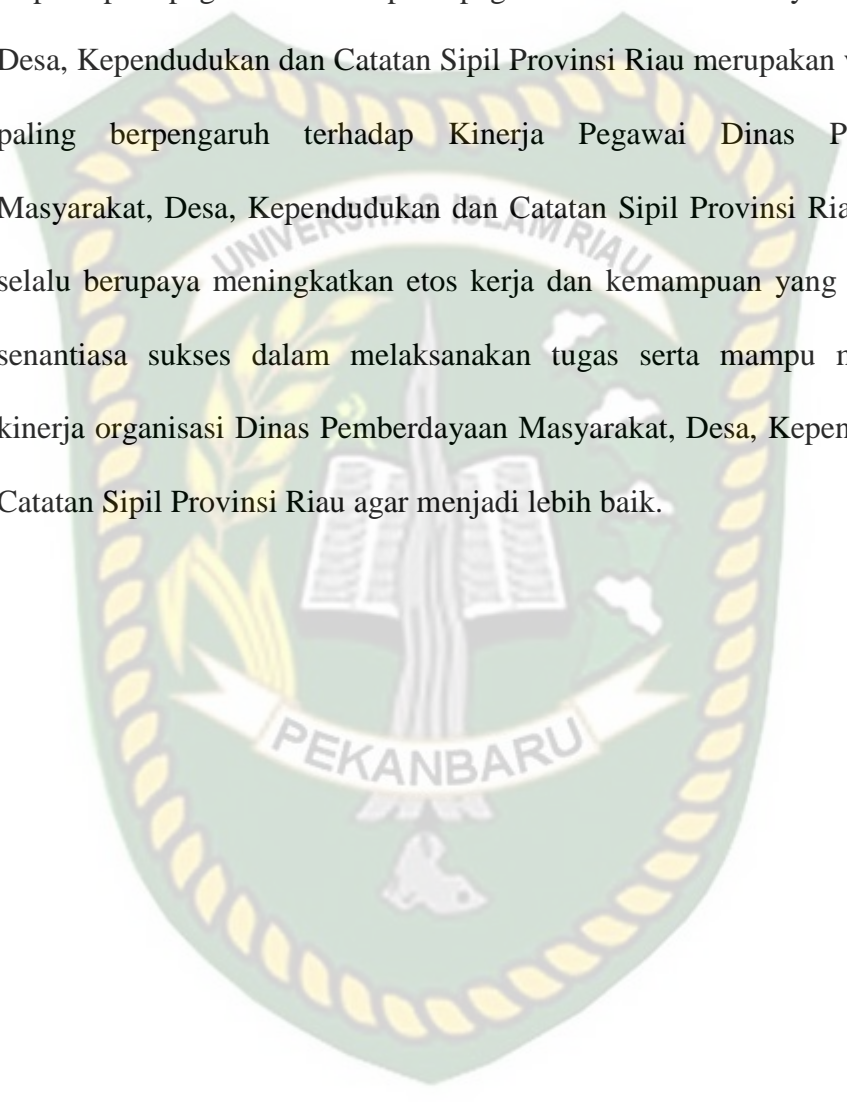 Desa, Kependudukan dan Catatan Sipil Provinsi Riau merupakan
paling berpengaruh terhadap Kinerja Pegawai Dinas
Masyarakat, Desa, Kependudukan dan Catatan Sipil Provinsi
selalu berupaya meningkatkan etos kerja dan kemampuan yang
senantiasa sukses dalam melaksanakan tugas serta mampu
kinerja organisasi Dinas Pemberdayaan Masyarakat, Desa,
Catatan Sipil Provinsi Riau agar menjadi lebih baik.
UNIVERSITAS ISLAM RIAU
PEKANBARU